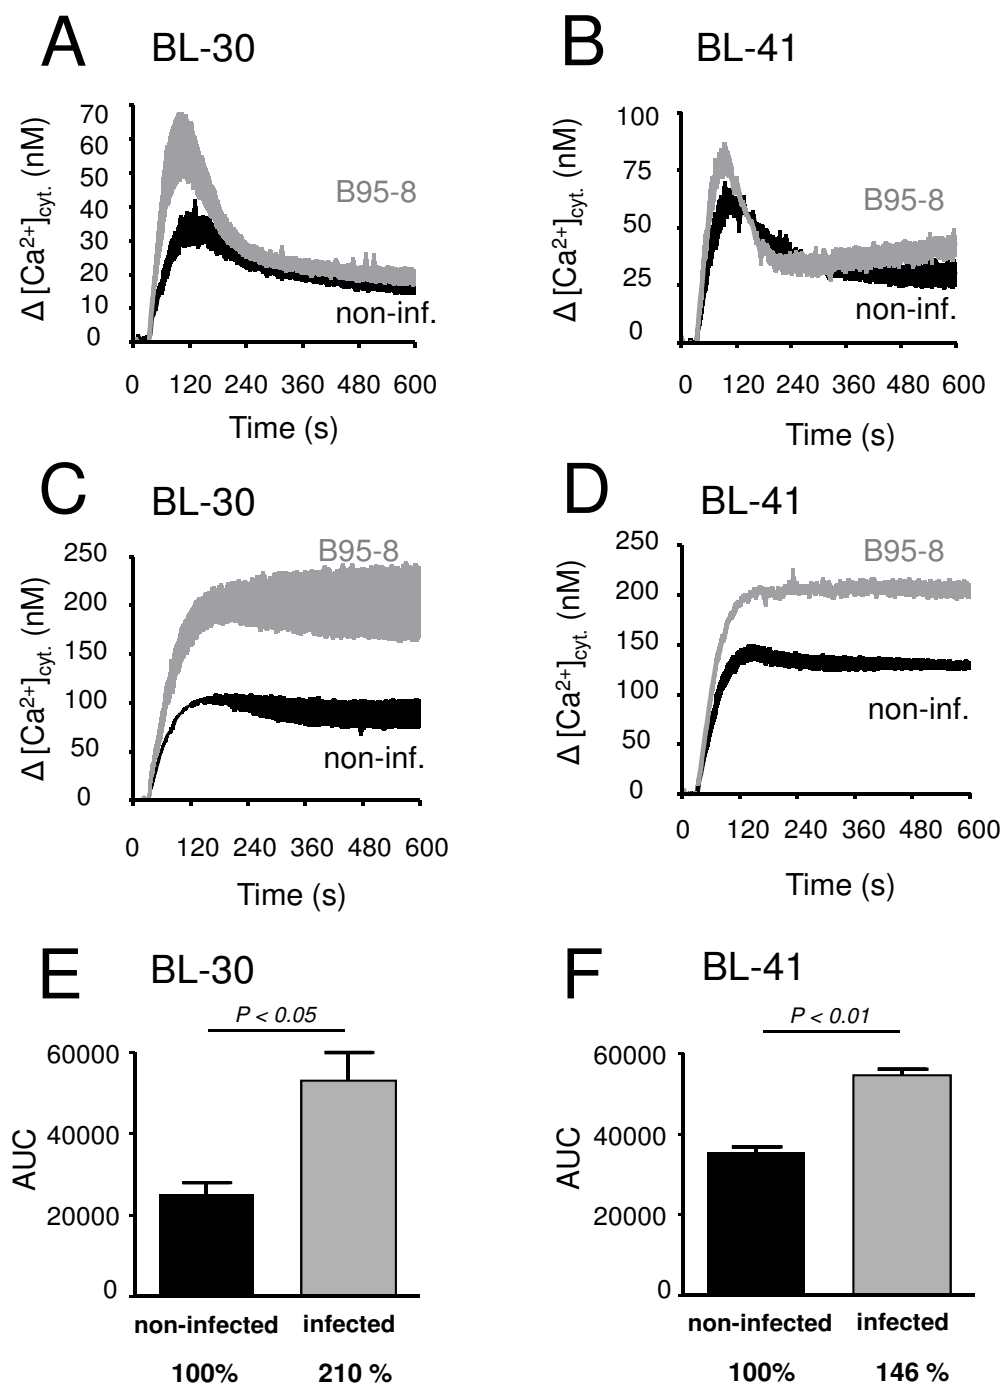 A BL-30
Δ [Ca²⁺]cyt. (nM)
70
60
50
40
30
20
10
0
B95-8
non-inf.
0 120 240 360 480 600
Time (s)
B BL-41
Δ [Ca²⁺]cyt. (nM)
100
75
50
25
0
B95-8
non-inf.
0 120 240 360 480 600
Time (s)
C BL-30
Δ [Ca²⁺]cyt. (nM)
250
200
150
100
50
0
B95-8
non-inf.
0 120 240 360 480 600
Time (s)
D BL-41
Δ [Ca²⁺]cyt. (nM)
250
200
150
100
50
0
B95-8
non-inf.
0 120 240 360 480 600
Time (s)
E BL-30
P < 0.05
AUC
60000
40000
20000
0
non-infected infected
100% 210 %
F BL-41
P < 0.01
AUC
60000
40000
20000
0
non-infected infected
100% 146 %